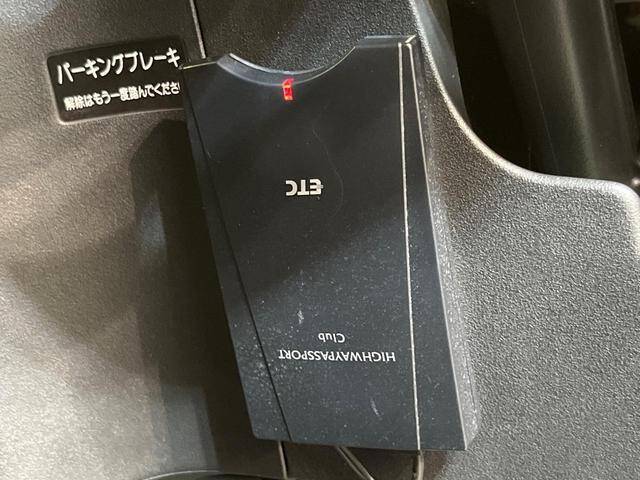 パーキングブレーキ
解除はもう一度踏んでください
ETC
HIGHWAYPASSPORT
Club